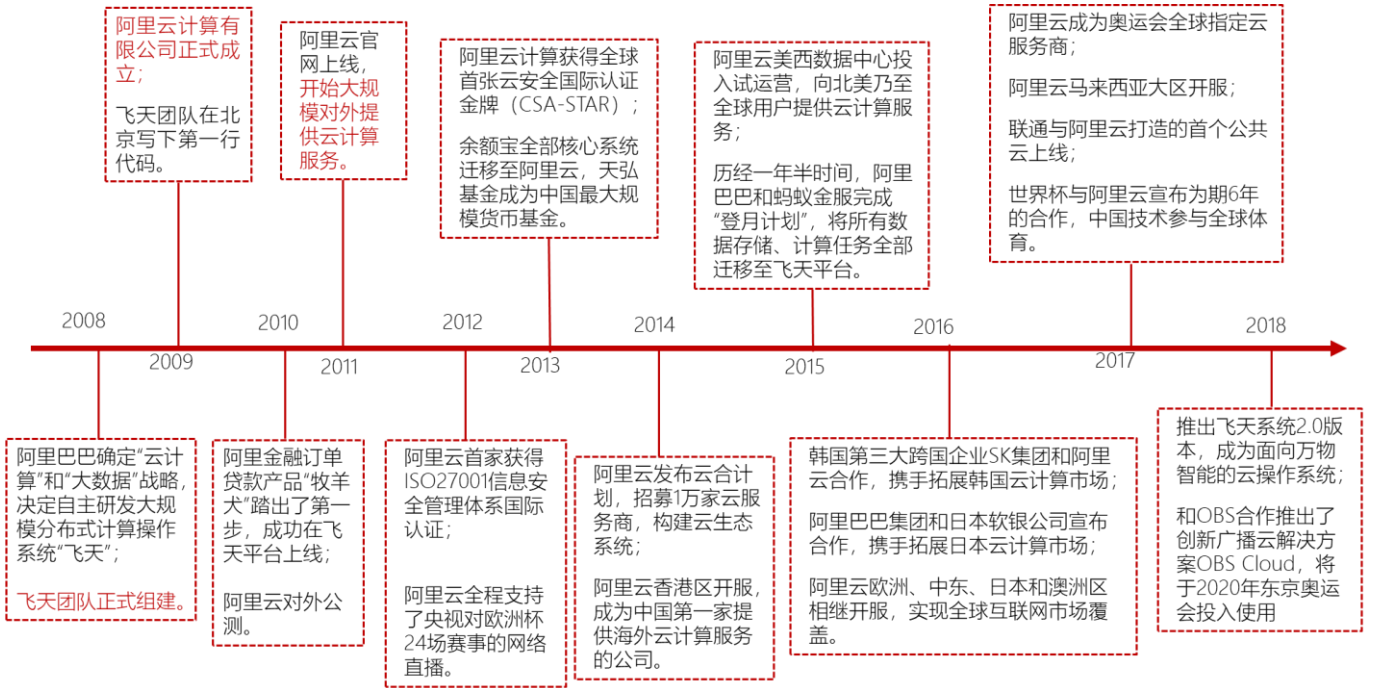 阿里云计算有
限公司正式成
立；
飞天团队在北
京写下第一行
代码。
阿里云官
网上线，
开始大规
模对外提
供云计算
服务。
阿里云计算获得全球
首张云安全国际认证
金牌（CSA-STAR）；
余额宝全部核心系统
迁移至阿里云，天弘
基金成为中国最大规
模货币基金。
阿里云美西数据中心投
入试运营，向北美乃至
全球用户提供云计算服
务；
历经一年半时间，阿里
巴巴和蚂蚁金服完成
“登月计划”，将所有数
据存储、计算任务全部
迁移至飞天平台。
阿里云成为奥运会全球指定云
服务商；
阿里云马来西亚大区开服；
联通与阿里云打造的首个公共
云上线；
世界杯与阿里云宣布为期6年
的合作，中国技术参与全球体
育。
2008
2010
2012
2014
2016
2018
2009
2011
2013
2015
2017
阿里巴巴确定“云计
算”和“大数据”战略，
决定自主研发大规
模分布式计算操作
系统“飞天”；
飞天团队正式组建。
阿里金融订单
贷款产品“牧羊
犬”踏出了第一
步，成功在飞
天平台上线；
阿里云对外公
测。
阿里云首家获得
ISO27001信息安
全管理体系国际
认证；
阿里云全程支持
了央视对欧洲杯
24场赛事的网络
直播。
阿里云发布云合计
划，招募1万家云服
务商，构建云生态
系统；
阿里云香港区开服，
成为中国第一家提
供海外云计算服务
的公司。
韩国第三大跨国企业SK集团和阿里
云合作，携手拓展韩国云计算市场；
阿里巴巴集团和日本软银公司宣布
合作，携手拓展日本云计算市场；
阿里云欧洲、中东、日本和澳洲区
相继开服，实现全球互联网市场覆
盖。
推出飞天系统2.0版
本，成为面向万物
智能的云操作系统；
和OBS合作推出了
创新广播云解决方
案OBS Cloud，将
于2020年东京奥运
会投入使用